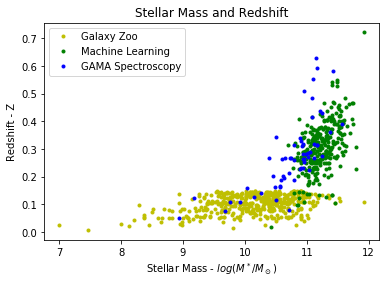 Stellar Mass and Redshift
Galaxy Zoo
Machine Learning
GAMA Spectroscopy
Redshift - Z
0.7
0.6
0.5
0.4
0.3
0.2
0.1
0.0
7 8 9 10 11 12
Stellar Mass - log(M*/M⊙)